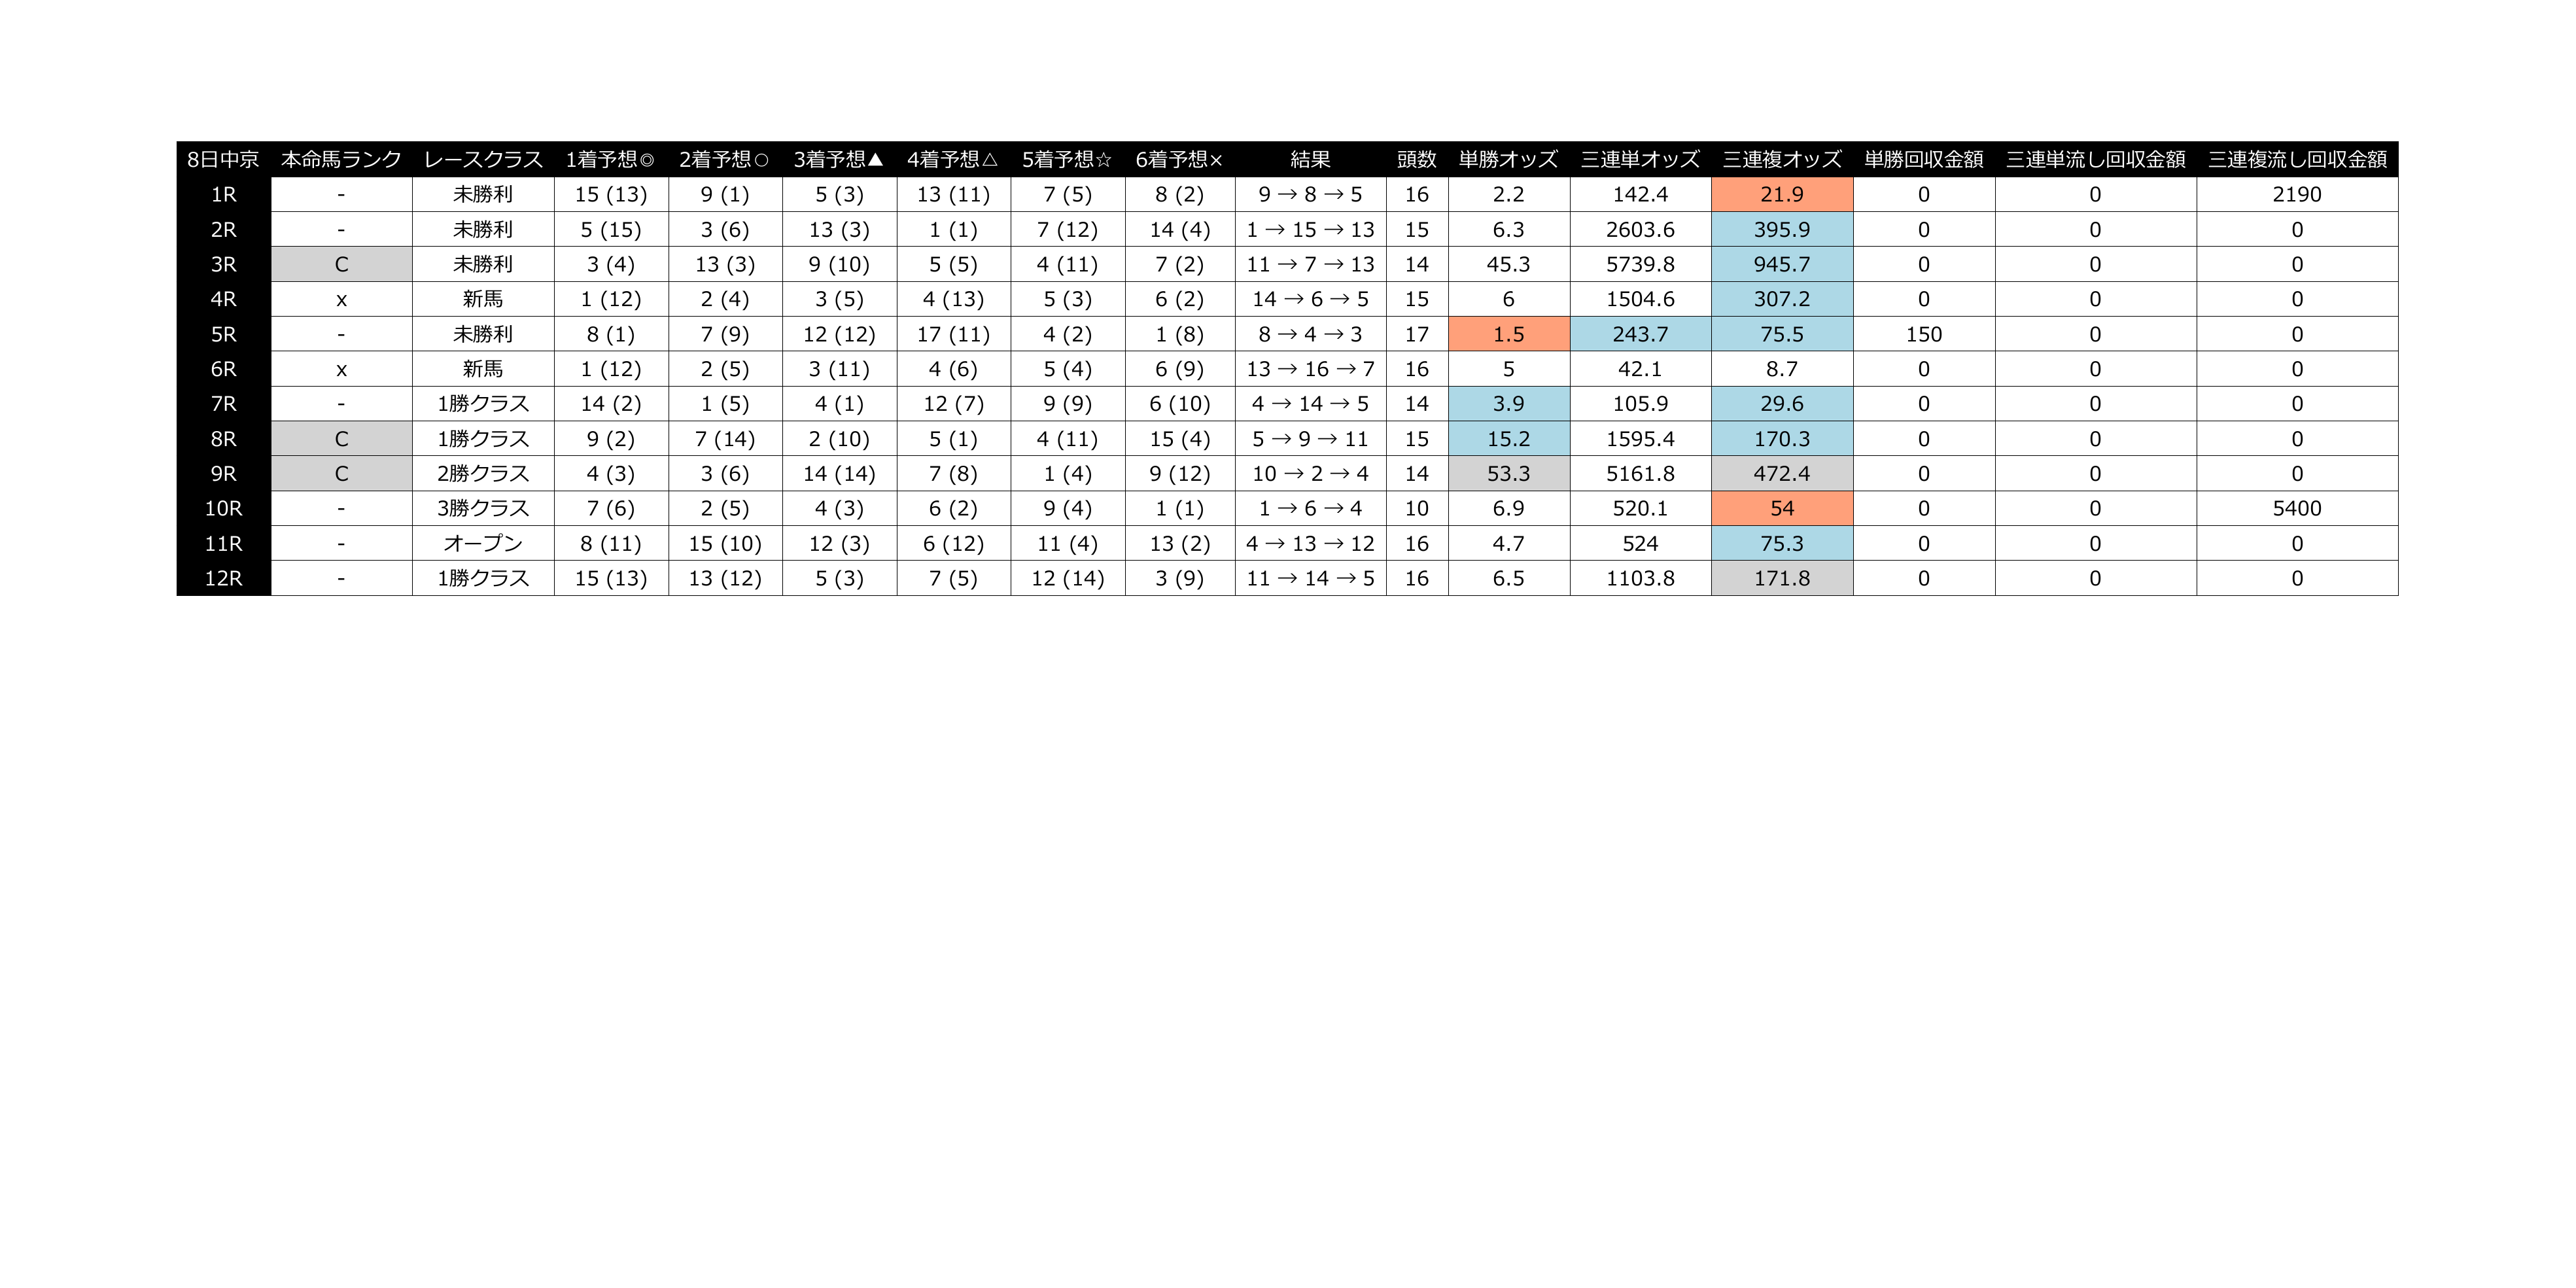 8日中京 本命馬ランク レースクラス 1着予想◎ 2着予想○ 3着予想▲ 4着予想△ 5着予想☆ 6着予想× 結果 頭数 単勝オッズ 三連単オッズ 三連複オッズ 単勝回収金額 三連単流し回収金額 三連複流し回収金額
1R - 未勝利 15 (13) 9 (1) 5 (3) 13 (11) 7 (5) 8 (2) 9 → 8 → 5 16 2.2 142.4 21.9 0 0 2190
2R - 未勝利 5 (15) 3 (6) 13 (3) 1 (1) 7 (12) 14 (4) 1 → 15 → 13 15 6.3 2603.6 395.9 0 0 0
3R C 未勝利 3 (4) 13 (3) 9 (10) 5 (5) 4 (11) 7 (2) 11 → 7 → 13 14 45.3 5739.8 945.7 0 0 0
4R x 新馬 1 (12) 2 (4) 3 (5) 4 (13) 5 (3) 6 (2) 14 → 6 → 5 15 6 1504.6 307.2 0 0 0
5R - 未勝利 8 (1) 7 (9) 12 (12) 17 (11) 4 (2) 1 (8) 8 → 4 → 3 17 1.5 243.7 75.5 150 0 0
6R x 新馬 1 (12) 2 (5) 3 (11) 4 (6) 5 (4) 6 (9) 13 → 16 → 7 16 5 42.1 8.7 0 0 0
7R - 1勝クラス 14 (2) 1 (5) 4 (1) 12 (7) 9 (9) 6 (10) 4 → 14 → 5 14 3.9 105.9 29.6 0 0 0
8R C 1勝クラス 9 (2) 7 (14) 2 (10) 5 (1) 4 (11) 15 (4) 5 → 9 → 11 15 15.2 1595.4 170.3 0 0 0
9R C 2勝クラス 4 (3) 3 (6) 14 (14) 7 (8) 1 (4) 9 (12) 10 → 2 → 4 14 53.3 5161.8 472.4 0 0 0
10R - 3勝クラス 7 (6) 2 (5) 4 (3) 6 (2) 9 (4) 1 (1) 1 → 6 → 4 10 6.9 520.1 54 0 0 5400
11R - オープン 8 (11) 15 (10) 12 (3) 6 (12) 11 (4) 13 (2) 4 → 13 → 12 16 4.7 524 75.3 0 0 0
12R - 1勝クラス 15 (13) 13 (12) 5 (3) 7 (5) 12 (14) 3 (9) 11 → 14 → 5 16 6.5 1103.8 171.8 0 0 0